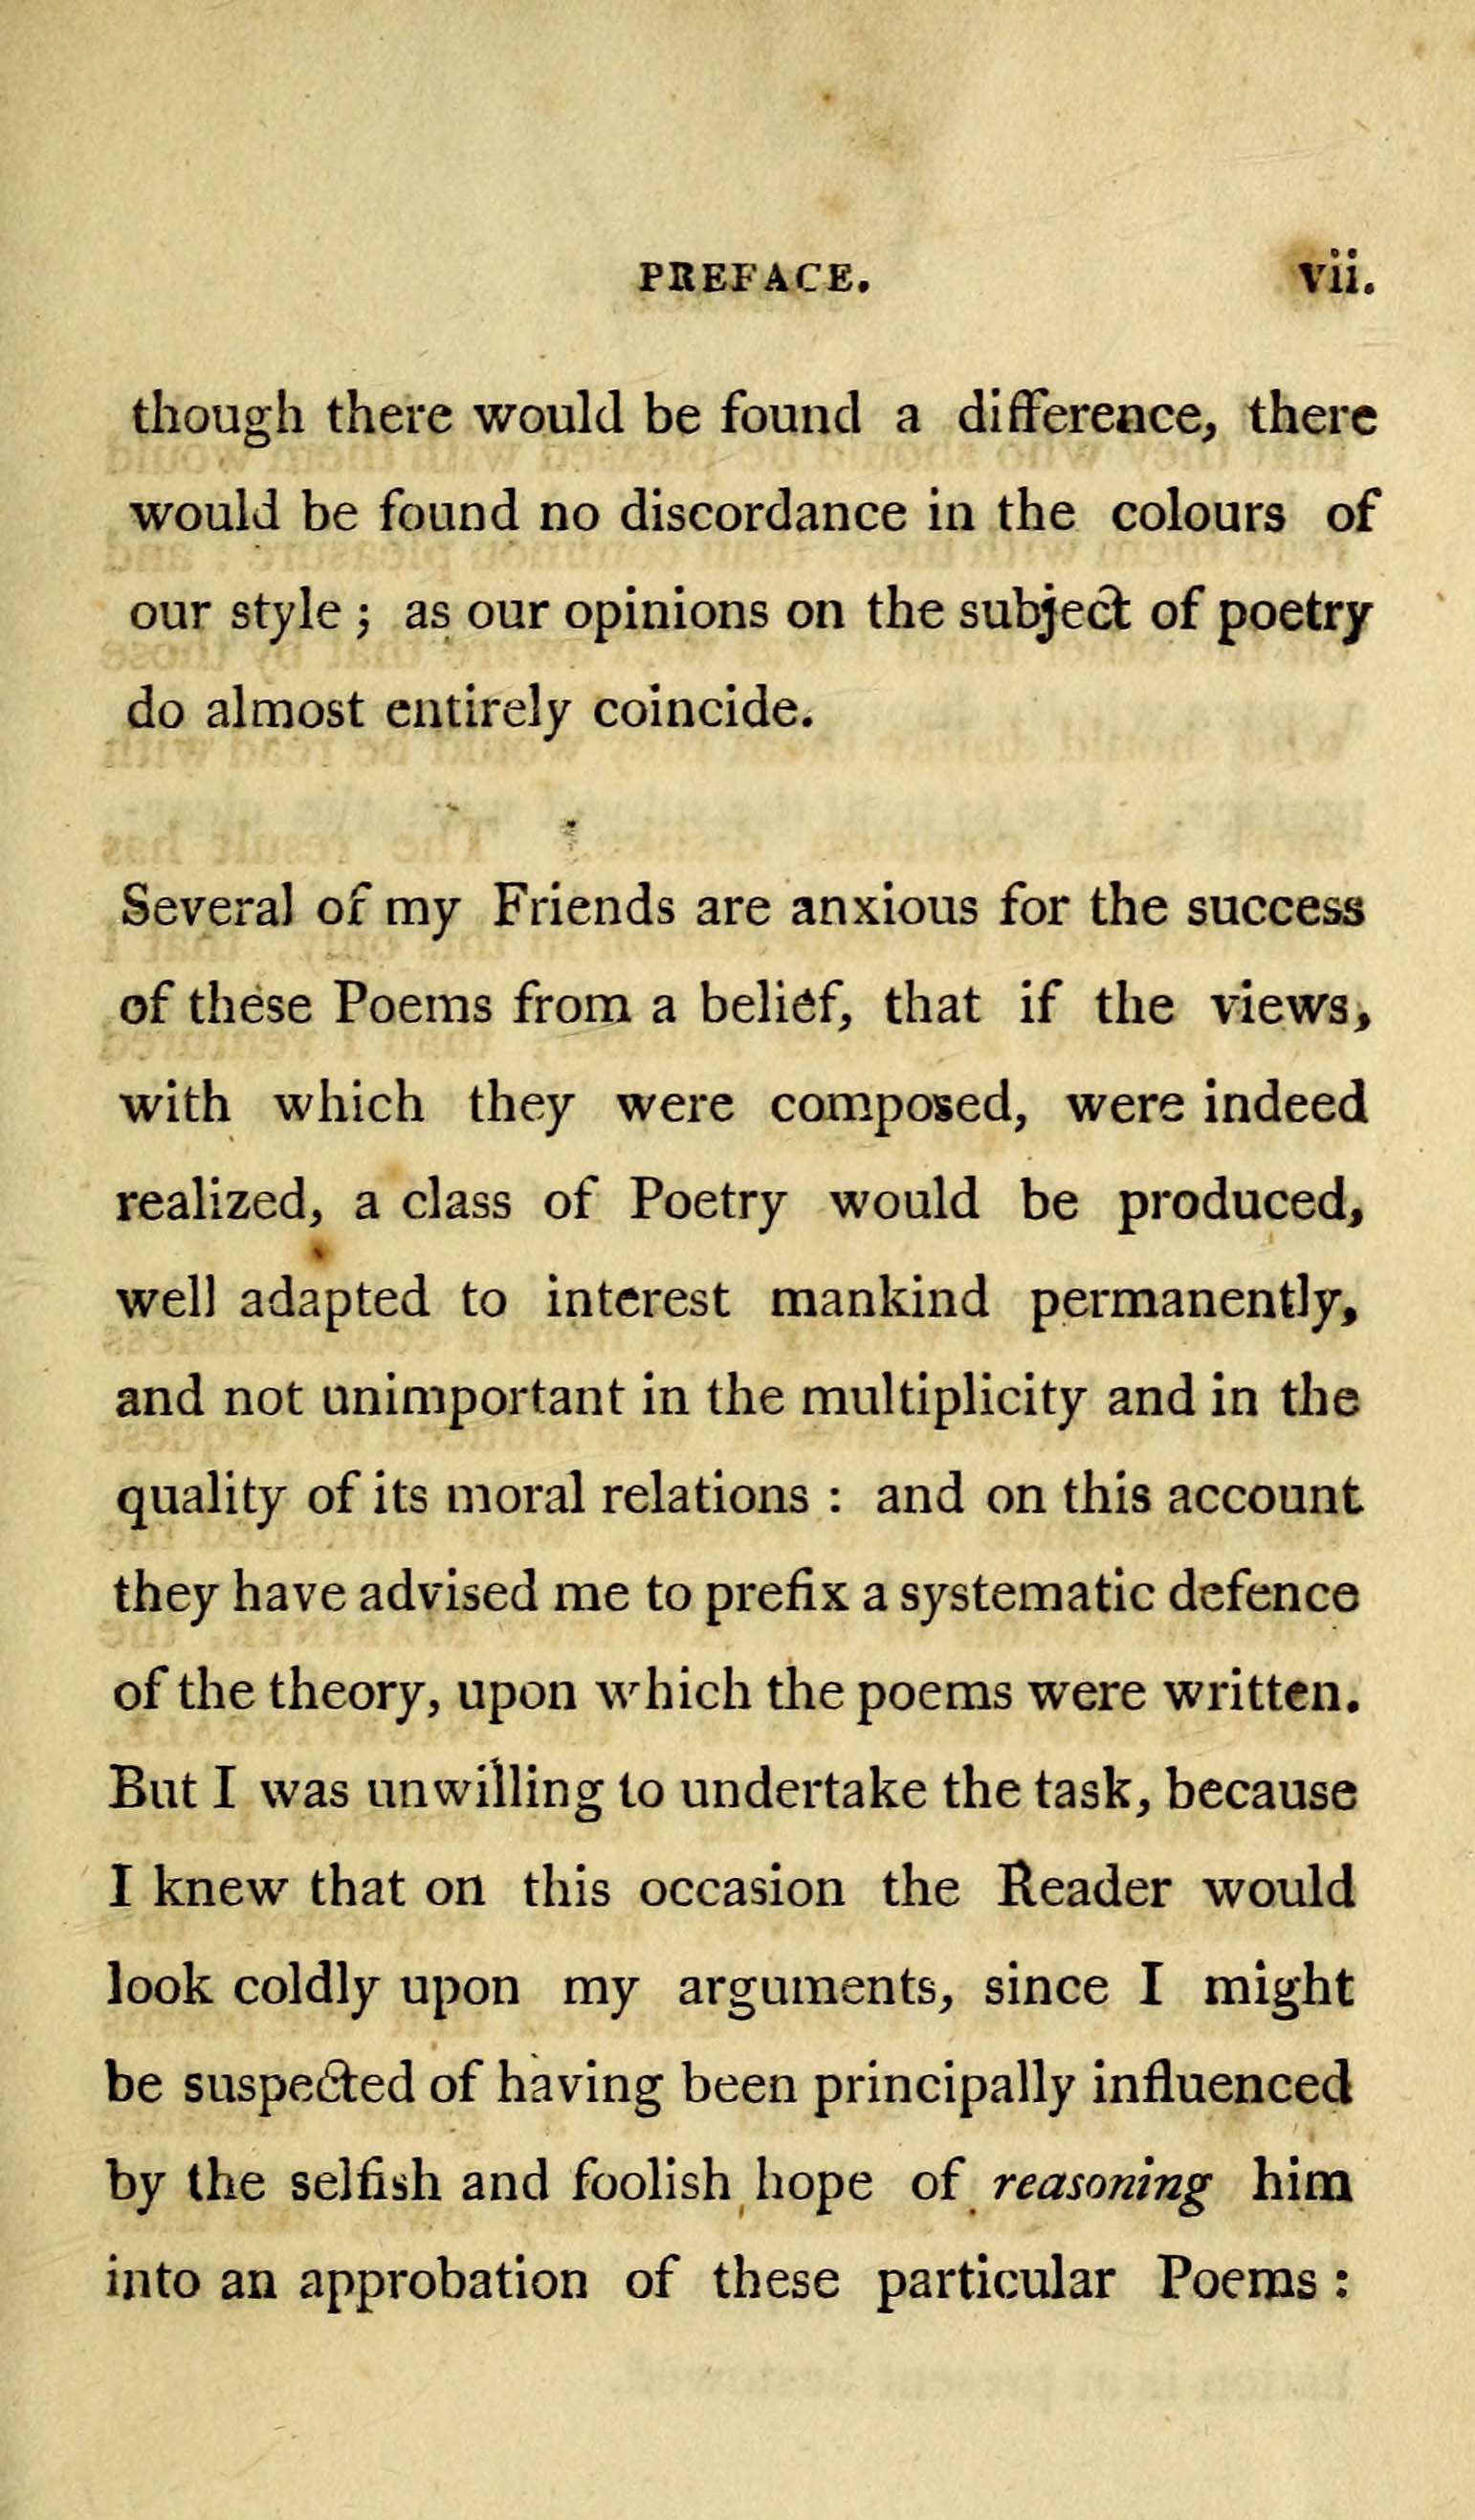 PREFACE. vii.
though there would be found a difference, there
would be found no discordance in the colours of
our style ; as our opinions on the subject of poetry
do almost entirely coincide.
Several of my Friends are anxious for the success
of these Poems from a belief, that if the views,
with which they were composed, were indeed
realized, a class of Poetry would be produced,
well adapted to interest mankind permanently,
and not unimportant in the multiplicity and in the
quality of its moral relations : and on this account
they have advised me to prefix a systematic defence
of the theory, upon which the poems were written.
But I was unwilling to undertake the task, because
I knew that on this occasion the Reader would
look coldly upon my arguments, since I might
be suspected of having been principally influenced
by the selfish and foolish hope of reasoning him
into an approbation of these particular Poems :